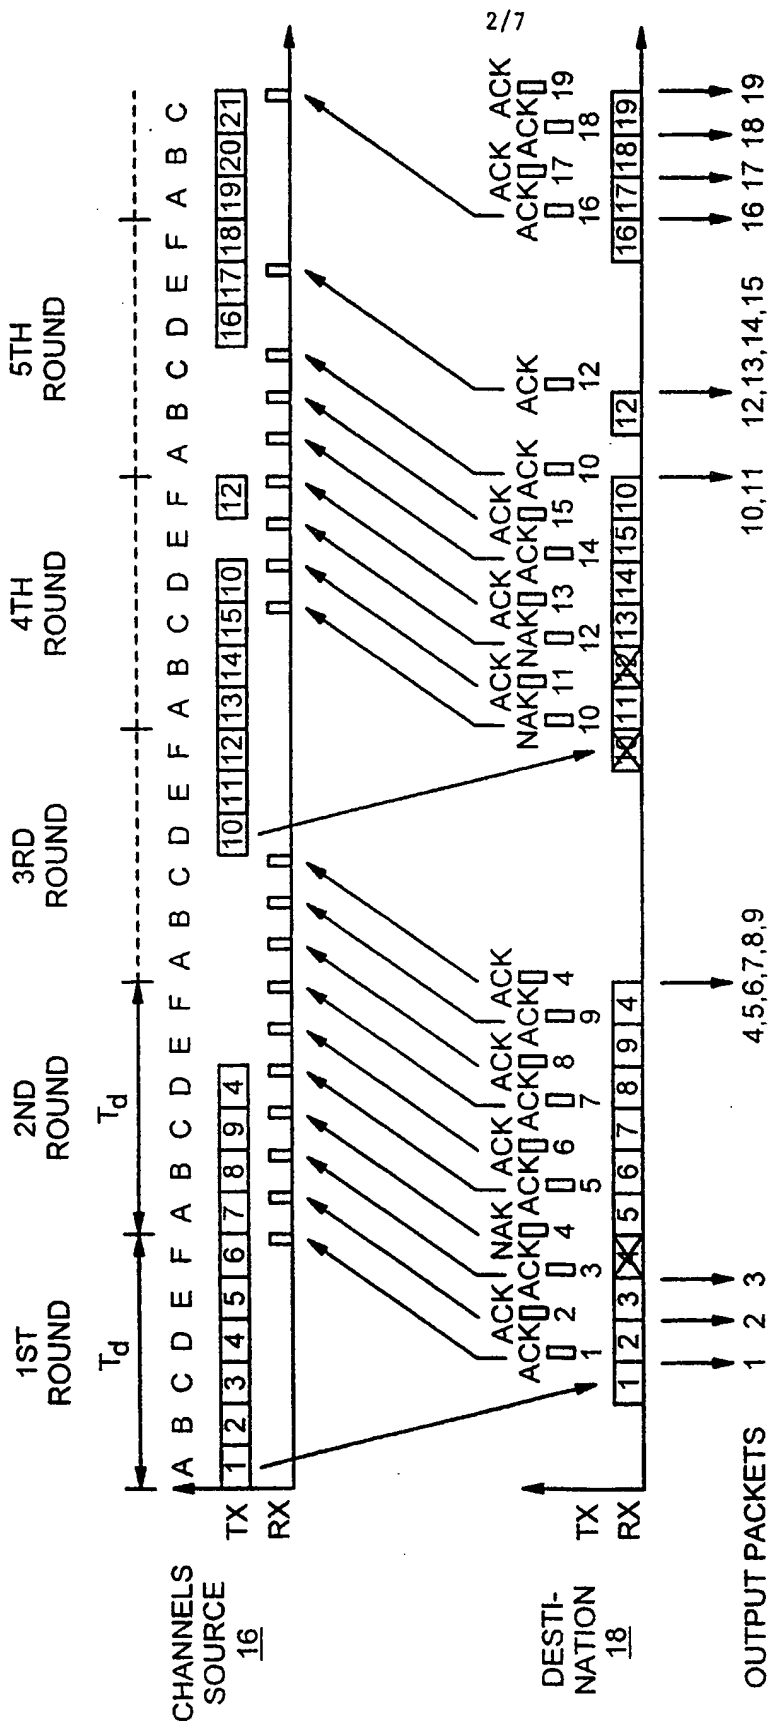 2/7
1ST ROUND 2ND ROUND 3RD ROUND 4TH ROUND 5TH ROUND
Td Td
CHANNELS A B C D E F A B C D E F A B C D E F A B C D E F A B C D E F A B C
SOURCE 16
TX 1 2 3 4 5 6 7 8 9 4 10 11 12 13 14 15 10 12 16 17 18 19 20 21
RX
ACK ACK ACK NAK ACK ACK ACK ACK ACK ACK NAK ACK NAK ACK ACK ACK ACK ACK ACK ACK ACK ACK
DESTI-
NATION
18
TX 1 2 3 4 5 6 7 8 9 4 10 11 12 13 14 15 10 12 16 17 18 19
RX 1 2 3 4 5 6 7 8 9 4 10 11 12 13 14 15 10 12 16 17 18 19
OUTPUT PACKETS 1 2 3 4,5,6,7,8,9 10,11 12,13,14,15 16 17 18 19